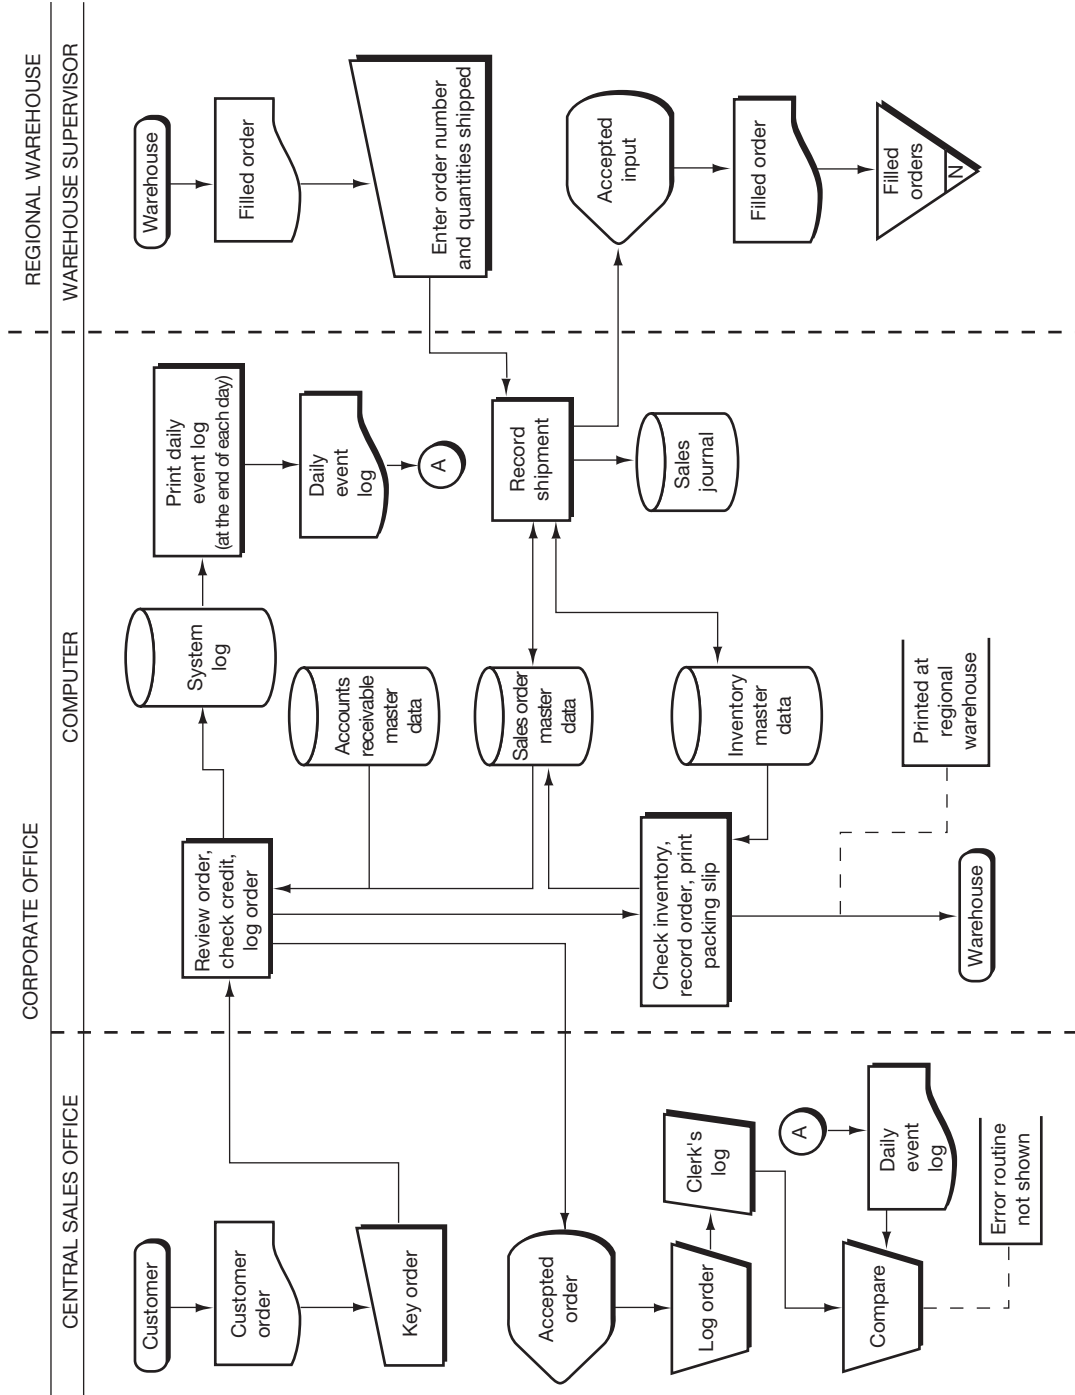 CENTRAL SALES OFFICE
CORPORATE OFFICE
REGIONAL WAREHOUSE
COMPUTER
WAREHOUSE SUPERVISOR
Customer
Customer
order
Key order
Accepted
order
Log order
Clerk's
log
A
Daily
event
log
Compare
Error routine
not shown
Review order,
check credit,
log order
System
log
Print daily
event log
(at the end of each day)
Daily
event
log
A
Accounts
receivable
master
data
Sales order
master
data
Inventory
master
data
Record
shipment
Sales
journal
Check inventory,
record order, print
packing slip
Printed at
regional
warehouse
Warehouse
Warehouse
Filled order
Enter order number
and quantities shipped
Accepted
input
Filled order
Filled
orders
N